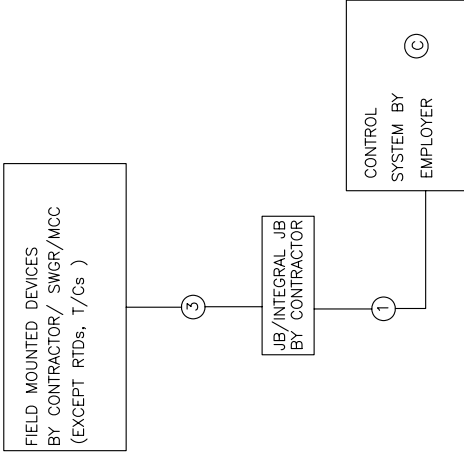 FIELD MOUNTED DEVICES
BY CONTRACTOR/ SWGR/MCC
(EXCEPT RTDs, T/Cs )
3
JB/INTEGRAL JB
BY CONTRACTOR
1
CONTROL
SYSTEM BY
EMPLOYER
C